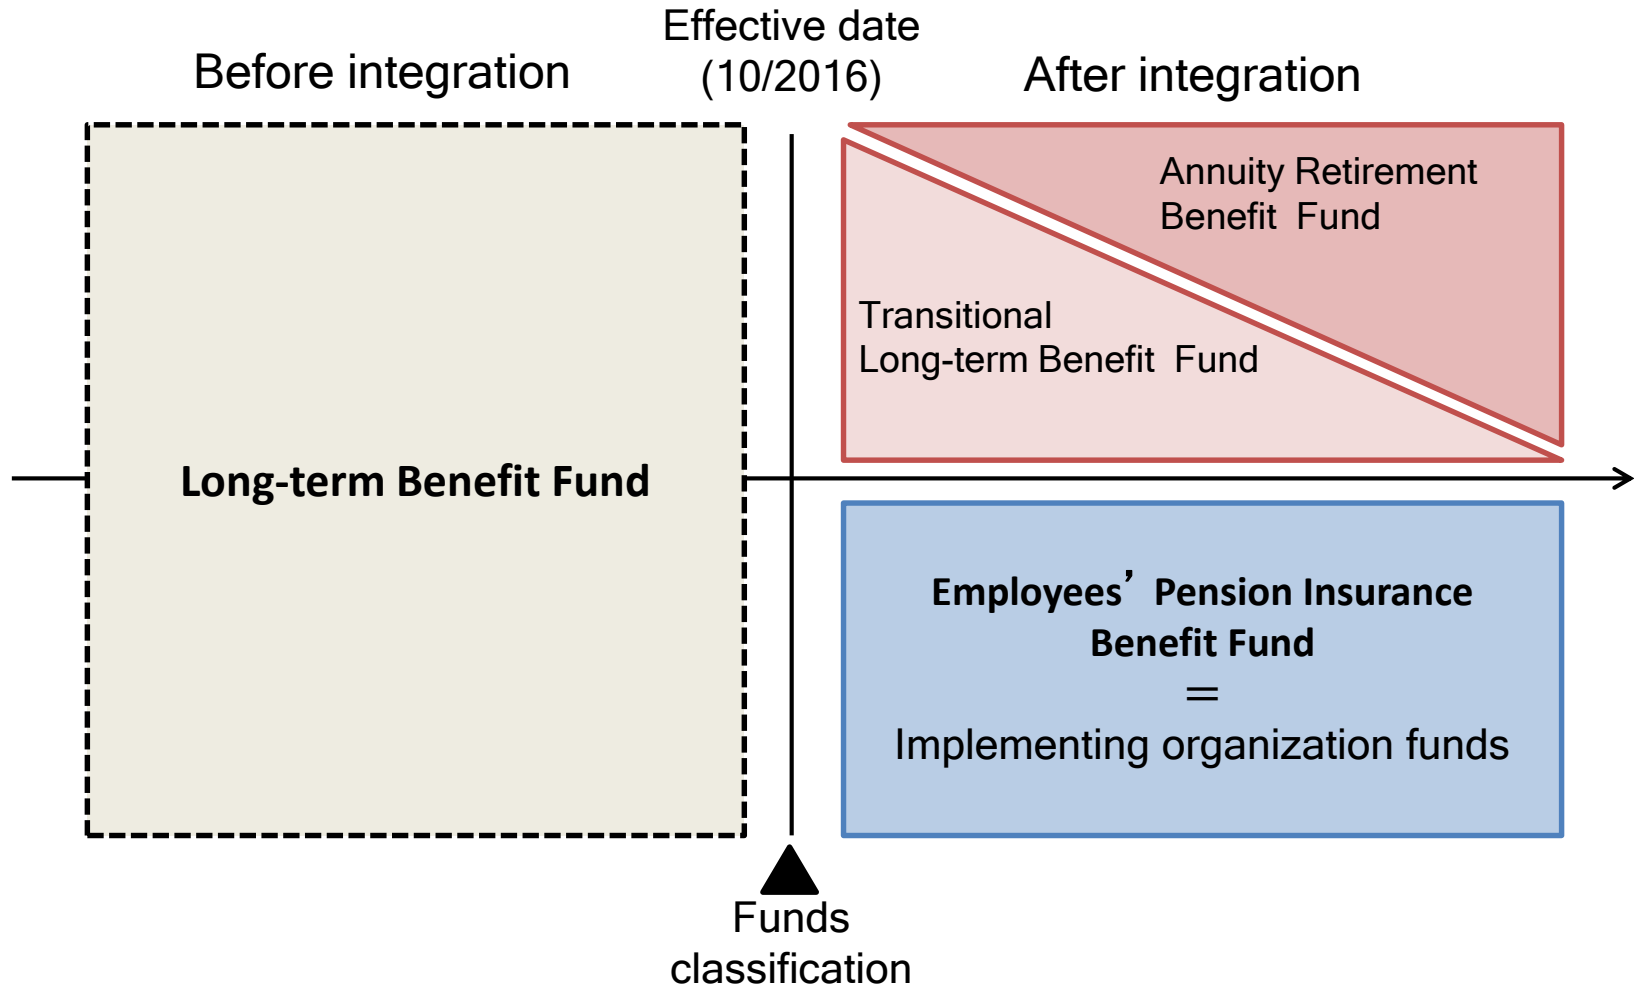 Before integration
Effective date
(10/2016)
After integration
Long-term Benefit Fund
Annuity Retirement
Benefit  Fund
Transitional
Long-term Benefit  Fund
Employees’ Pension Insurance
Benefit Fund
＝
Implementing organization funds
Funds
classification